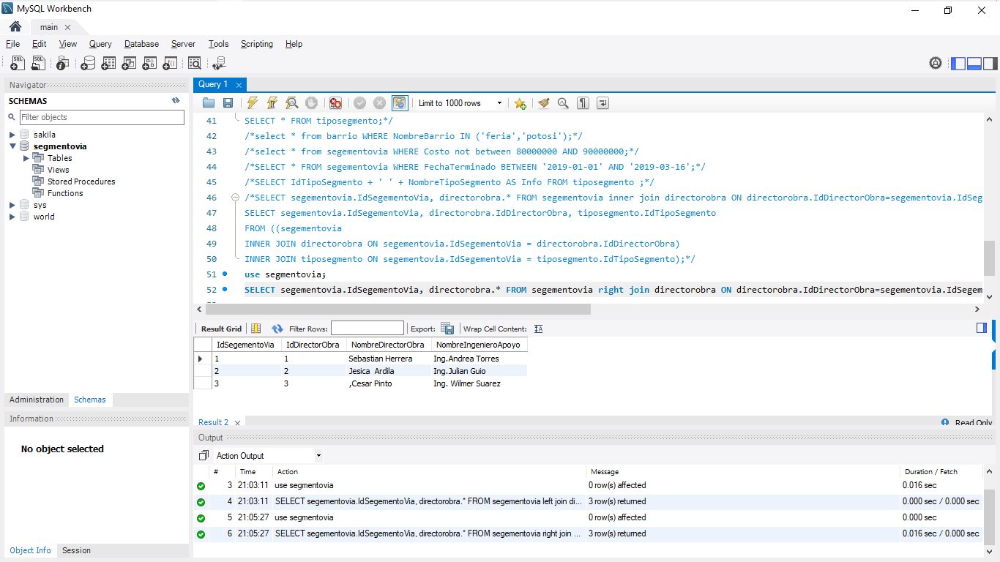 MySQL Workbench
main
File Edit View Query Database Server Tools Scripting Help
Navigator
SCHEMAS
Filter objects
sakila
segmentovia
Tables
Views
Stored Procedures
Functions
sys
world
Administration Schemas
Information
No object selected
Object Info Session
Query 1
Limit to 1000 rows
41 SELECT * FROM tiposegmento;*/
42 /*select * from barrio WHERE NombreBarrio IN ('feria','potosi');*/
43 /*select * from segementovia WHERE Costo not between 80000000 AND 90000000;*/
44 /*SELECT * FROM segementovia WHERE FechaTerminado BETWEEN '2019-01-01' AND '2019-03-16';*/
45 /*SELECT IdTipoSegmento + ' ' + NombreTipoSegmento AS Info FROM tiposegmento ;*/
46 /*SELECT segementovia.IdSegementoVia, directorobra.* FROM segementovia inner join directorobra ON directorobra.IdDirectorObra=segementovia.IdSeg
47 SELECT segementovia.IdSegementoVia, directorobra.IdDirectorObra, tiposegmento.IdTipoSegmento
48 FROM ((segementovia
49 INNER JOIN directorobra ON segementovia.IdSegementoVia = directorobra.IdDirectorObra)
50 INNER JOIN tiposegmento ON segementovia.IdSegementoVia = tiposegmento.IdTipoSegmento);*/
51 use segmentovia;
52 SELECT segementovia.IdSegementoVia, directorobra.* FROM segementovia right join directorobra ON directorobra.IdDirectorObra=segementovia.IdSegem
Result Grid Filter Rows: Export: Wrap Cell Content:
IdSegementoVia IdDirectorObra NombreDirectorObra NombreIngenieroApoyo
1 1 Sebastian Herrera Ing.Andrea Torres
2 2 Jesica Ardila Ing.Julian Guio
3 3 ,Cesar Pinto Ing. Wilmer Suarez
Result 2 Read Only
Output
Action Output
# Time Action Message Duration / Fetch
3 21:03:11 use segmentovia 0 row(s) affected 0.016 sec
4 21:03:11 SELECT segementovia.IdSegementoVia, directorobra.* FROM segementovia left join di... 3 row(s) returned 0.000 sec / 0.000 sec
5 21:05:27 use segmentovia 0 row(s) affected 0.000 sec
6 21:05:27 SELECT segementovia.IdSegementoVia, directorobra.* FROM segementovia right join ... 3 row(s) returned 0.016 sec / 0.000 sec